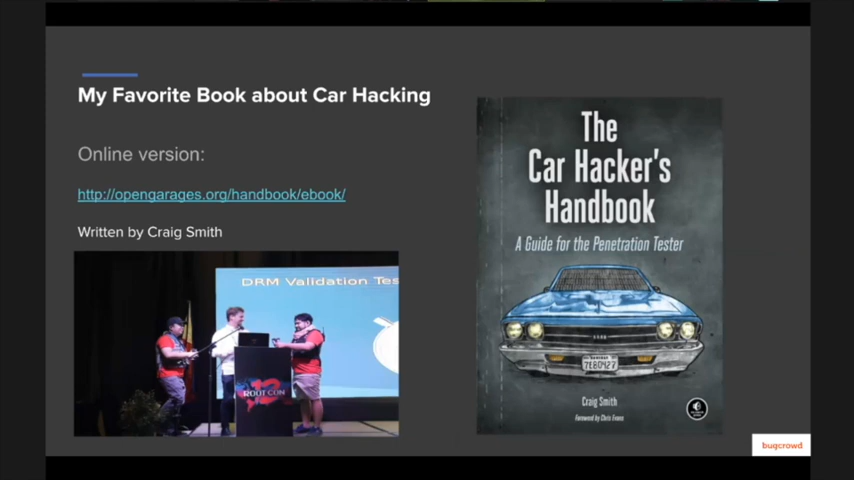 My Favorite Book about Car Hacking
Online version:
http://opengarages.org/handbook/ebook/
Written by Craig Smith
DRM Validation Tes
ROOTCON
12
The
Car Hacker's
Handbook
A Guide for the Penetration Tester
Craig Smith
Foreword by Chris Evans
bugcrowd